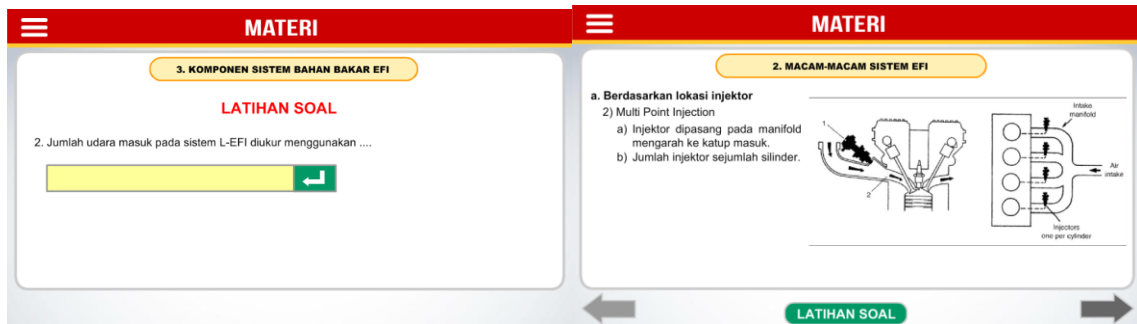 MATERI
3. KOMPONEN SISTEM BAHAN BAKAR EFI
LATIHAN SOAL
2. Jumlah udara masuk pada sistem L-EFI diukur menggunakan ....
MATERI
2. MACAM-MACAM SISTEM EFI
a. Berdasarkan lokasi injektor
2) Multi Point Injection
a) Injektor dipasang pada manifold
mengarah ke katup masuk.
b) Jumlah injektor sejumlah silinder.
1
2
Intake
manifold
Air
intake
Injectors
one per cylinder
LATIHAN SOAL